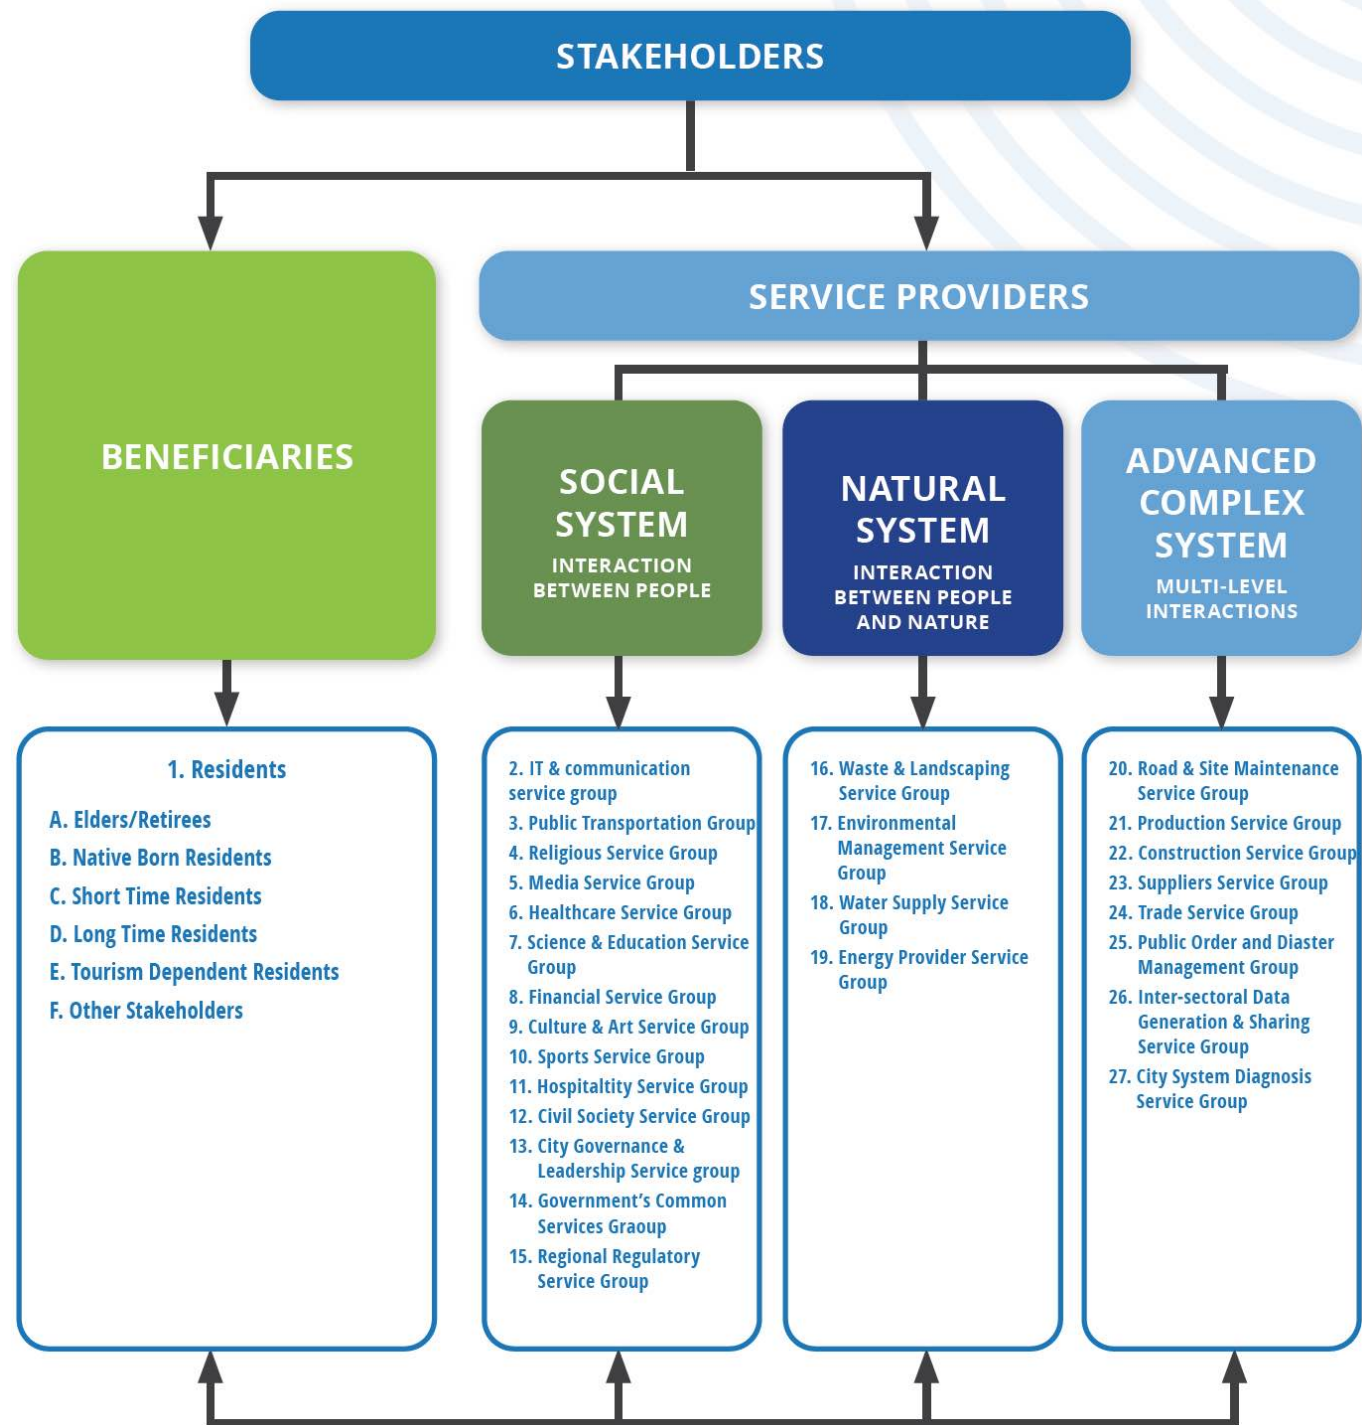 STAKEHOLDERS
BENEFICIARIES
SERVICE PROVIDERS
SOCIAL
SYSTEM
INTERACTION
BETWEEN PEOPLE
NATURAL
SYSTEM
INTERACTION
BETWEEN PEOPLE
AND NATURE
ADVANCED
COMPLEX
SYSTEM
MULTI-LEVEL
INTERACTIONS
1. Residents
A. Elders/Retirees
B. Native Born Residents
C. Short Time Residents
D. Long Time Residents
E. Tourism Dependent Residents
F. Other Stakeholders
2. IT & communication
service group
3. Public Transportation Group
4. Religious Service Group
5. Media Service Group
6. Healthcare Service Group
7. Science & Education Service
Group
8. Financial Service Group
9. Culture & Art Service Group
10. Sports Service Group
11. Hospitaltity Service Group
12. Civil Society Service Group
13. City Governance &
Leadership Service group
14. Government's Common
Services Graoup
15. Regional Regulatory
Service Group
16. Waste & Landscaping
Service Group
17. Environmental
Management Service
Group
18. Water Supply Service
Group
19. Energy Provider Service
Group
20. Road & Site Maintenance
Service Group
21. Production Service Group
22. Construction Service Group
23. Suppliers Service Group
24. Trade Service Group
25. Public Order and Diaster
Management Group
26. Inter-sectoral Data
Generation & Sharing
Service Group
27. City System Diagnosis
Service Group